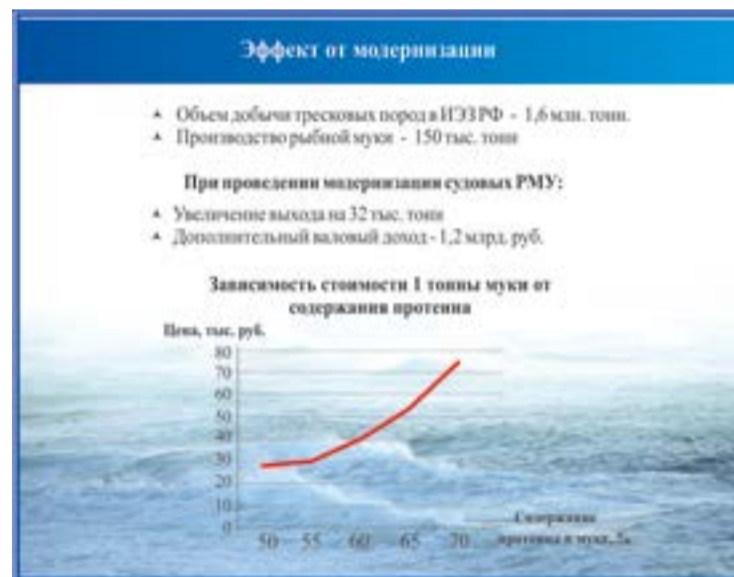 Эффект от модернизации
Объем добычи тресковых пород в ИЭЗ РФ - 1,6 млн. тонн.
Производство рыбной муки - 150 тыс. тонн
При проведении модернизации судовых РМУ:
Увеличение выхода на 32 тыс. тонн
Дополнительный валовый доход - 1,2 млрд. руб.
Зависимость стоимости 1 тонны муки от
содержания протеина
Цена, тыс. руб.
80
70
60
50
40
30
20
10
0
50 55 60 65 70
Содержание
протеина в муке, %